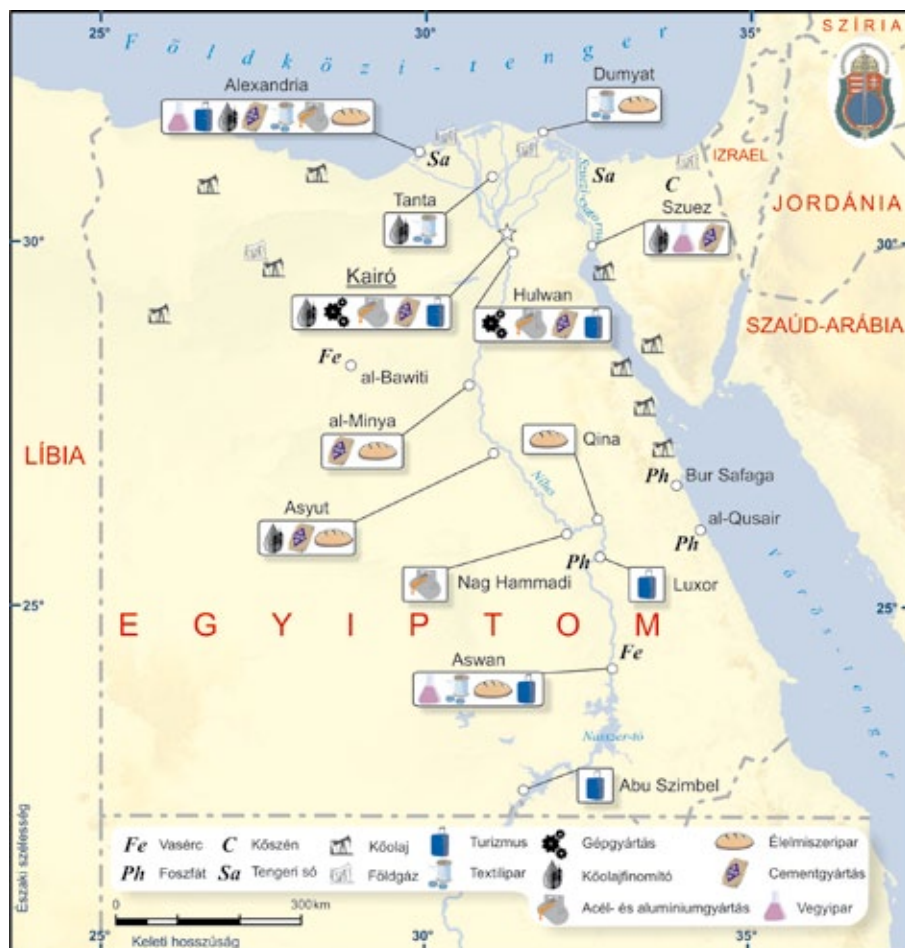 25°
30°
35°
Földközi-tenger
SZÍRIA
Alexandria
Dumyat
Sa
Sa
C
IZRAEL
JORDÁNIA
Tanta
Szuezi-csatorna
Szuez
30°
30°
Kairó
Hulwan
SZAÚD-ARÁBIA
Fe
al-Bawiti
al-Minya
Qina
LÍBIA
Nílus
Ph
Bur Safaga
Asyut
al-Qusair
Ph
Vörös-tenger
Nag Hammadi
Ph
Luxor
25°
25°
EGYIPTOM
Aswan
Fe
Nasszer-tó
Abu Szimbel
Északi szélesség
Fe Vasérc C Kőszén Kőolaj Turizmus Gépgyártás Élelmiszeripar
Ph Foszfát Sa Tengeri só Földgáz Textilipar Kőolajfinomító Cementgyártás
Acél- és alumíniumgyártás Vegyipar
0 300km
25°
Keleti hosszúság
30°
35°